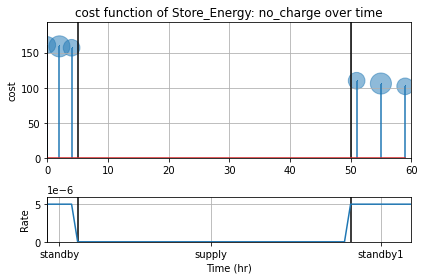 cost function of Store_Energy: no_charge over time
150
100
50
0
cost
0 10 20 30 40 50 60
1e−6
5
0
Rate
standby supply standby1
Time (hr)